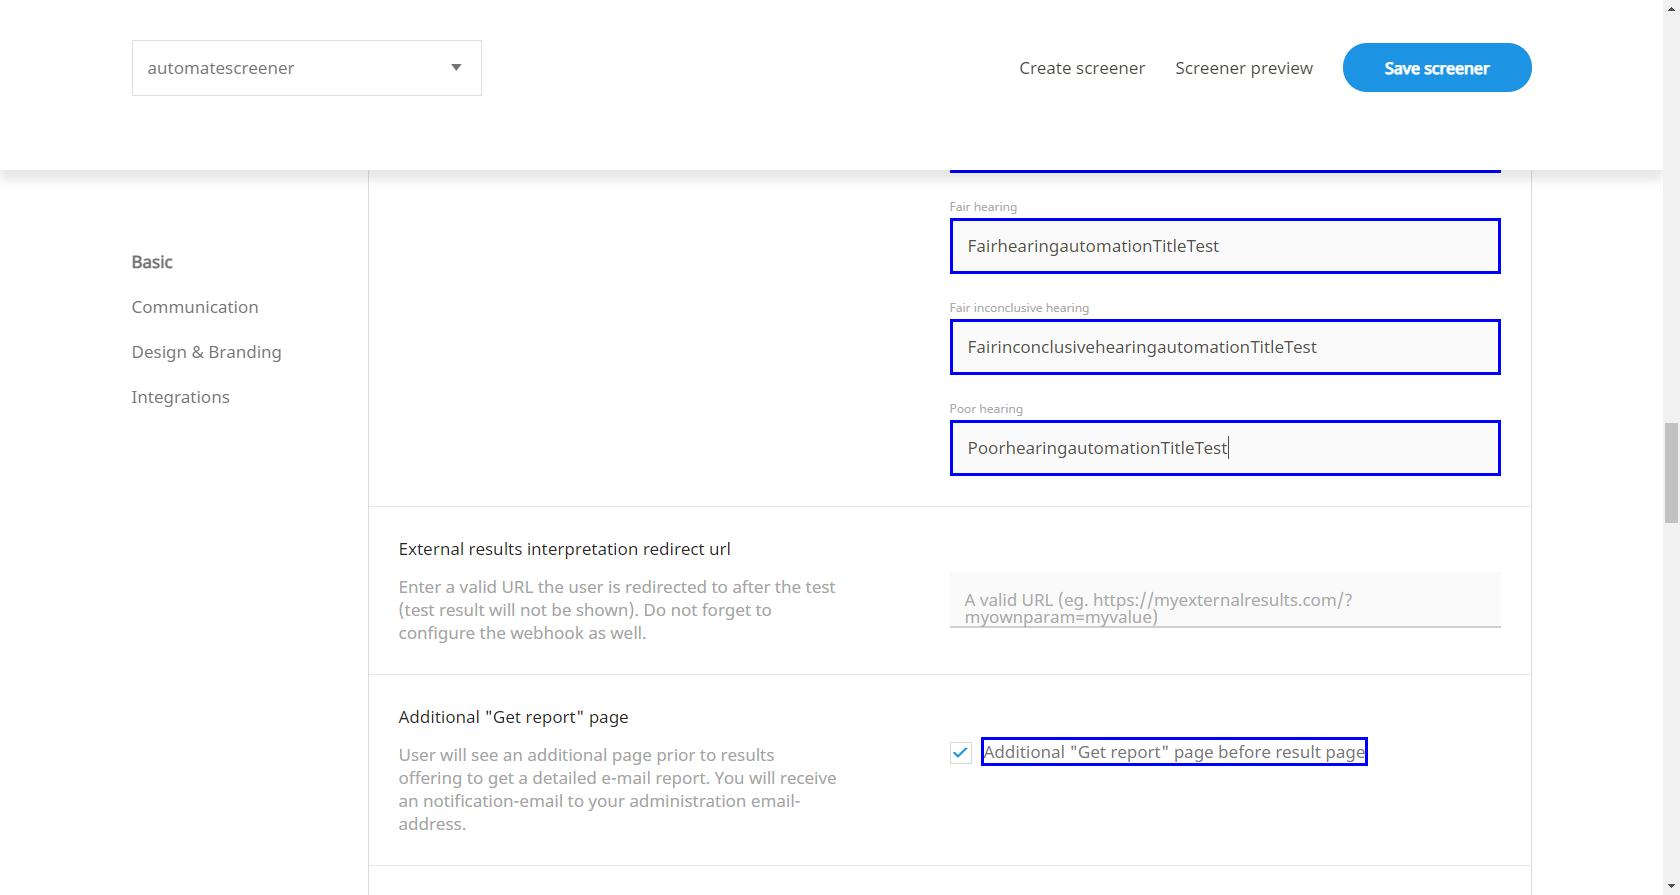 automatescreener
Create screener
Screener preview
Save screener
Basic
Communication
Design & Branding
Integrations
Fair hearing
FairhearingautomationTitleTest
Fair inconclusive hearing
FairinconclusivehearingautomationTitleTest
Poor hearing
PoorhearingautomationTitleTest
External results interpretation redirect url
Enter a valid URL the user is redirected to after the test
(test result will not be shown). Do not forget to
configure the webhook as well.
A valid URL (eg. https://myexternalresults.com/?
myownparam=myvalue)
Additional "Get report" page
User will see an additional page prior to results
offering to get a detailed e-mail report. You will receive
an notification-email to your administration email-
address.
Additional "Get report" page before result page